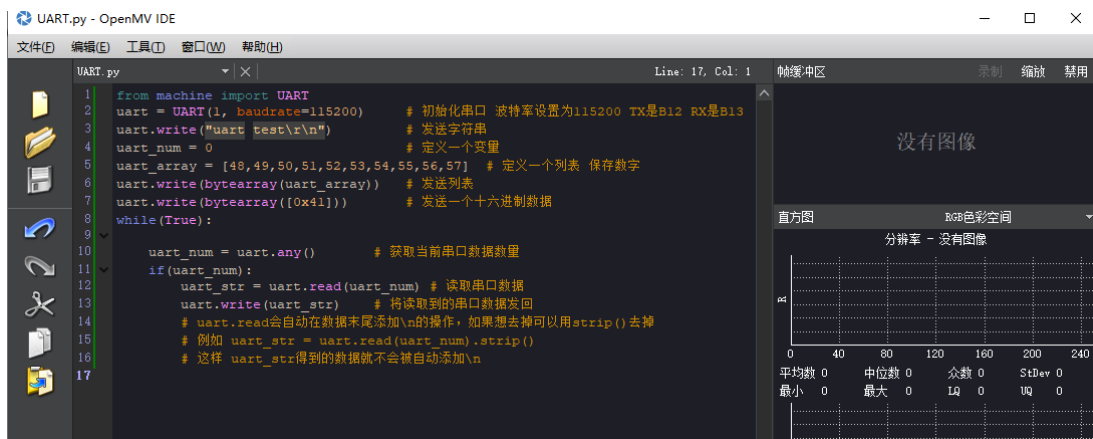 UART.py - OpenMV IDE
文件(F) 编辑(E) 工具(T) 窗口(W) 帮助(H)
UART.py Line: 17, Col: 1
帧缓冲区 录制 缩放 禁用
1 from machine import UART
2 uart = UART(1, baudrate=115200) # 初始化串口 波特率设置为115200 TX是B12 RX是B13
3 uart.write("uart test\r\n") # 发送字符串
4 uart_num = 0 # 定义一个变量
5 uart_array = [48,49,50,51,52,53,54,55,56,57] # 定义一个列表 保存数字
6 uart.write(bytearray(uart_array)) # 发送列表
7 uart.write(bytearray([0x41])) # 发送一个十六进制数据
8 while(True):
9
10 uart_num = uart.any() # 获取当前串口数据数量
11 if(uart_num):
12 uart_str = uart.read(uart_num) # 读取串口数据
13 uart.write(uart_str) # 将读取到的串口数据发回
14 # uart.read会自动在数据末尾添加\n的操作，如果想去掉可以用strip()去掉
15 # 例如 uart_str = uart.read(uart_num).strip()
16 # 这样 uart_str得到的数据就不会被自动添加\n
17
没有图像
直方图 RGB色彩空间
分辨率 - 没有图像
R
0 40 80 120 160 200 240
平均数 0 中位数 0 众数 0 StDev 0
最小 0 最大 0 LQ 0 UQ 0